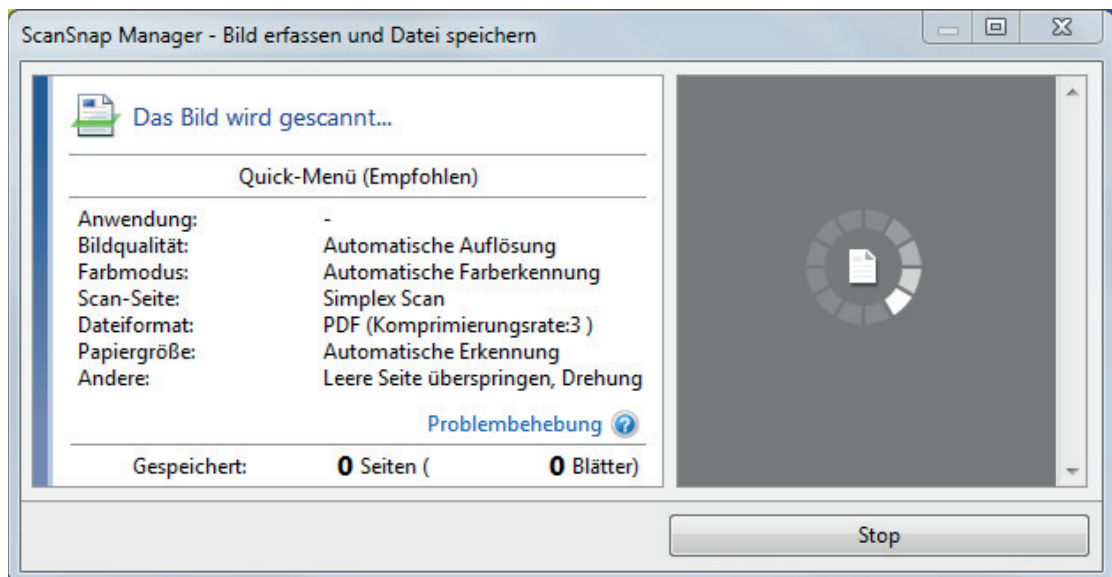 ScanSnap Manager - Bild erfassen und Datei speichern
Das Bild wird gescannt...
Quick-Menü (Empfohlen)
Anwendung: -
Bildqualität: Automatische Auflösung
Farbmodus: Automatische Farberkennung
Scan-Seite: Simplex Scan
Dateiformat: PDF (Komprimierungsrate:3 )
Papiergröße: Automatische Erkennung
Andere: Leere Seite überspringen, Drehung
Problembehebung
Gespeichert: 0 Seiten ( 0 Blätter)
Stop